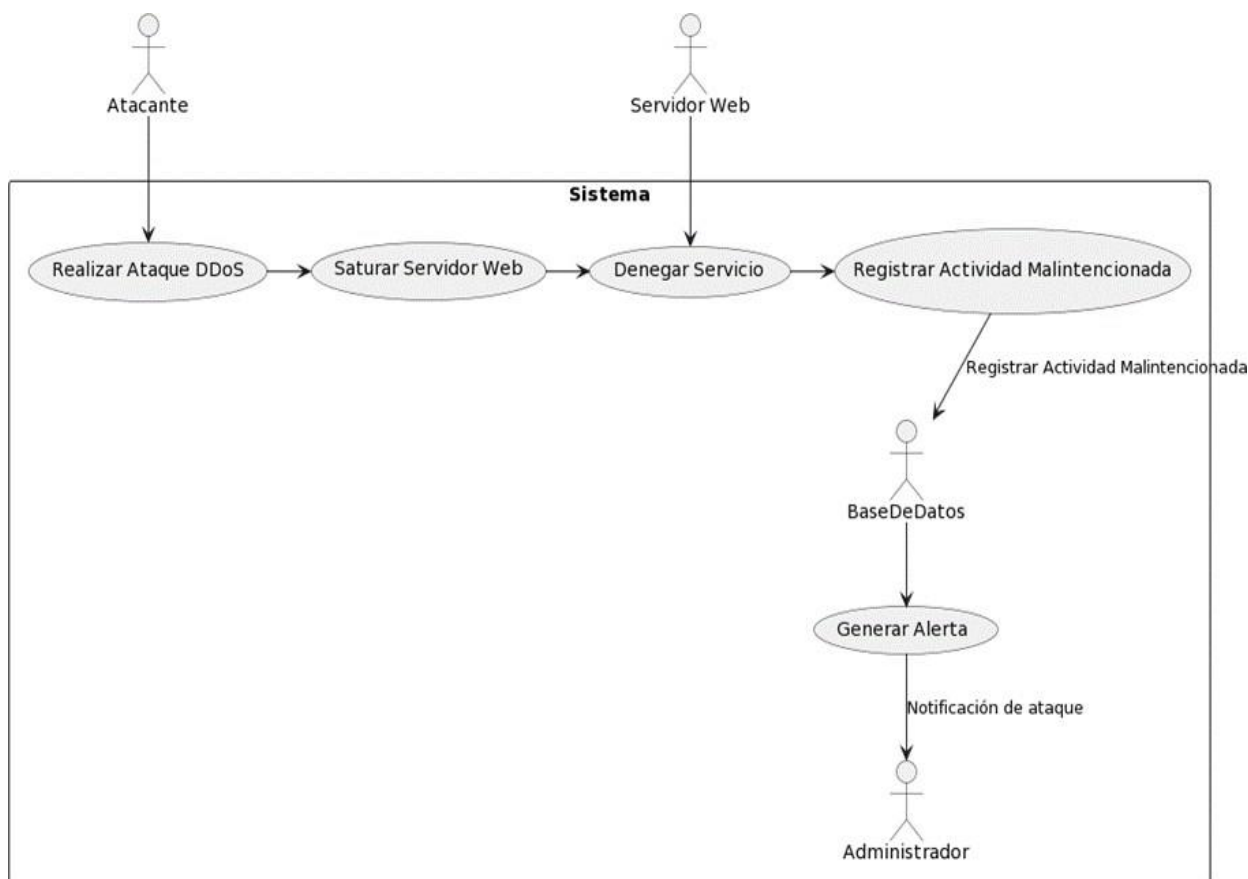 Atacante
Servidor Web
Sistema
Realizar Ataque DDoS
Saturar Servidor Web
Denegar Servicio
Registrar Actividad Malintencionada
Registrar Actividad Malintencionada
BaseDeDatos
Generar Alerta
Notificación de ataque
Administrador